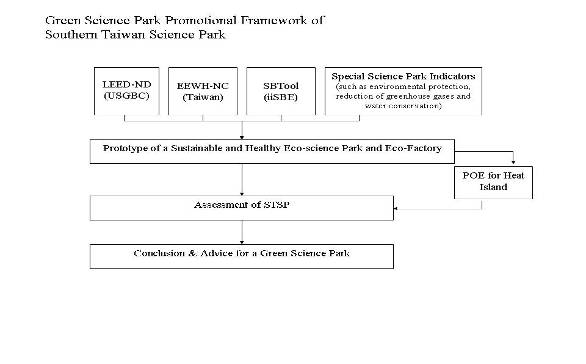 Green Science Park Promotional Framework of
Southern Taiwan Science Park
LEED-ND
(USGBC)
EEWH-NC
(Taiwan)
SBTool
(iiSBE)
Special Science Park Indicators
(such as environmental protection,
reduction of greenhouse gases and
water conservation)
Prototype of a Sustainable and Healthy Eco-science Park and Eco-Factory
POE for Heat
Island
Assessment of STSP
Conclusion & Advice for a Green Science Park